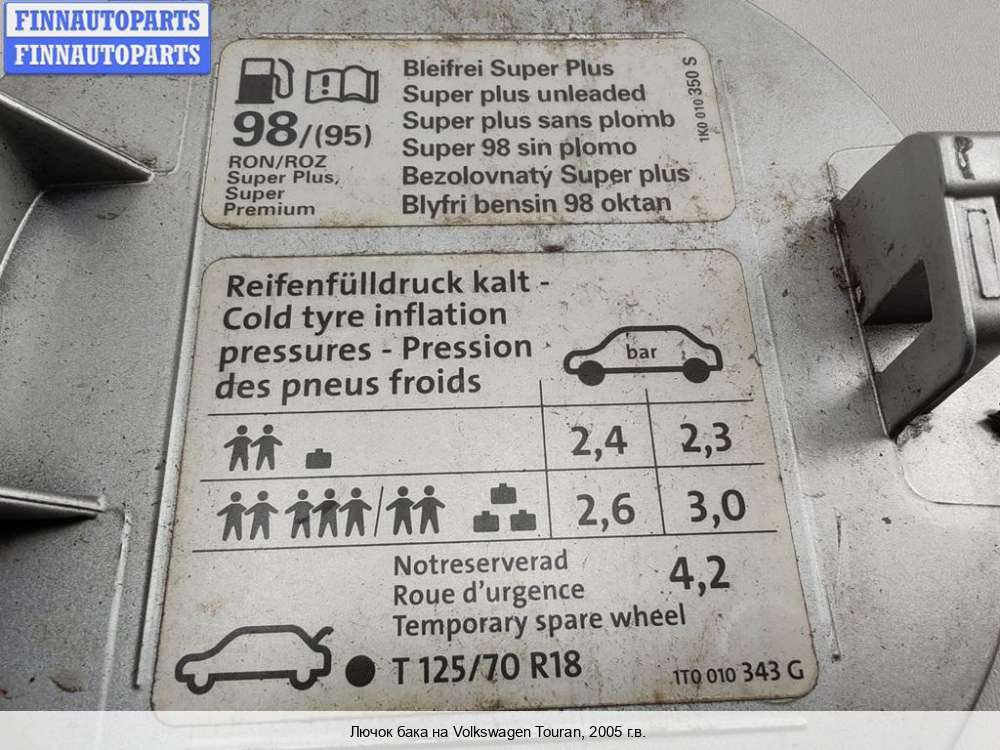 FINNAUTOPARTS
FINNAUTOPARTS
98/(95)
RON/ROZ
Super Plus,
Super
Premium
Bleifrei Super Plus
Super plus unleaded
Super plus sans plomb
Super 98 sin plomo
Bezolovnatý Super plus
Blyfri bensin 98 oktan
1K0 010 350 S
Reifenfülldruck kalt -
Cold tyre inflation
pressures - Pression
des pneus froids
bar
2,4 2,3
2,6 3,0
Notreserverad
Roue d'urgence
Temporary spare wheel
4,2
T 125/70 R18
1T0 010 343 G
Лючок бака на Volkswagen Touran, 2005 г.в.